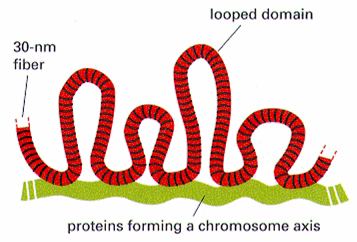 looped domain
30-nm
fiber
proteins forming a chromosome axis